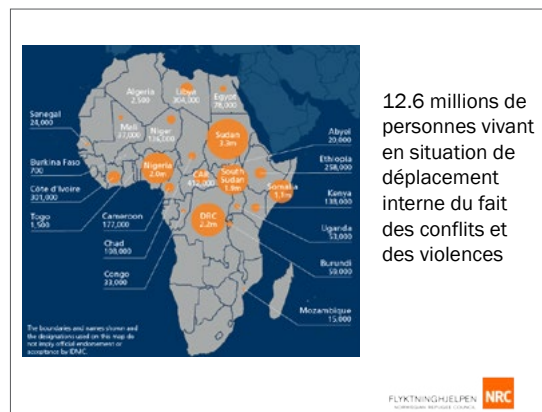 Algeria
2,500
Libya
304,000
Egypt
78,000
Senegal
24,000
Mali
37,000
Niger
136,000
Sudan
3.3m
Abyei
20,000
Burkina Faso
700
Nigeria
2.0m
CAR
412,000
South
Sudan
1.9m
Ethiopia
258,000
Somalia
1.1m
Côte d'Ivoire
301,000
Kenya
138,000
Togo
1,500
Cameroon
177,000
DRC
2.2m
Uganda
53,000
Chad
108,000
Burundi
59,000
Congo
33,000
Mozambique
15,000
The boundaries and names shown and
the designations used on this map do
not imply official endorsement or
acceptance by IDMC.
12.6 millions de
personnes vivant
en situation de
déplacement
interne du fait
des conflits et
des violences
FLYKTNINGHJELPEN
NORWEGIAN REFUGEE COUNCIL
NRC